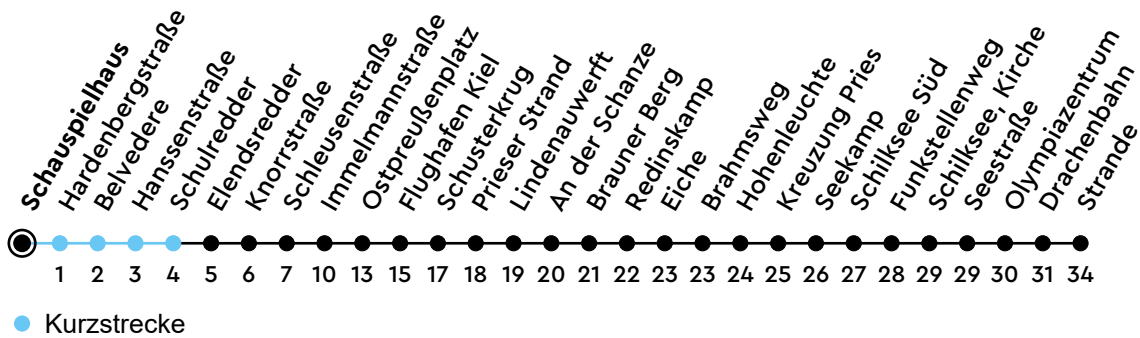 Schauspielhaus
Hardenbergstraße
Belvedere
Hanssenstraße
Schulredder
Elendsredder
Knorrstraße
Schleusenstraße
Immelmannstraße
Ostpreußenplatz
Flughafen Kiel
Schusterkrug
Prieser Strand
Lindenauwerft
An der Schanze
Brauner Berg
Redinskamp
Eiche
Brahmsweg
Hohenleuchte
Kreuzung Pries
Seekamp
Schilksee Süd
Funkstellenweg
Schilksee, Kirche
Seestraße
Olympiazentrum
Drachenbahn
Strande
1 2 3 4 5 6 7 10 13 15 17 18 19 20 21 22 23 23 24 25 26 27 28 29 29 30 31 34
Kurzstrecke